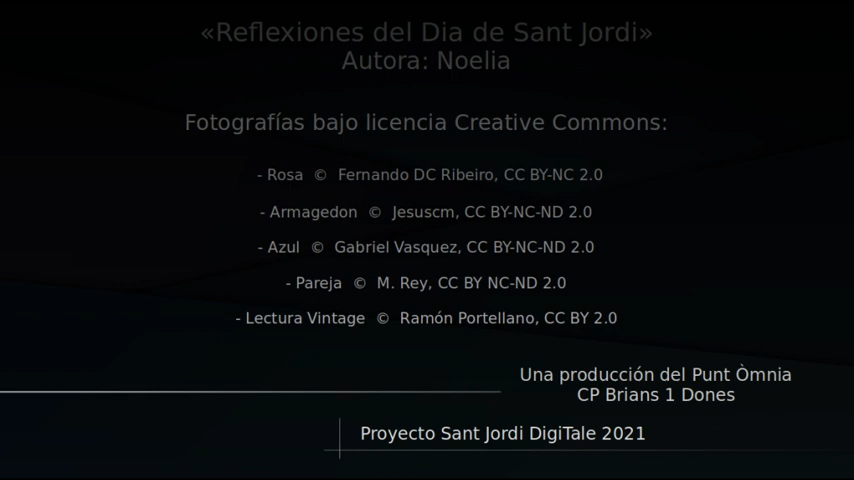 «Reflexiones del Dia de Sant Jordi»
Autora: Noelia
Fotografías bajo licencia Creative Commons:
- Rosa © Fernando DC Ribeiro, CC BY-NC 2.0
- Armagedon © Jesuscm, CC BY-NC-ND 2.0
- Azul © Gabriel Vasquez, CC BY-NC-ND 2.0
- Pareja © M. Rey, CC BY NC-ND 2.0
- Lectura Vintage © Ramón Portellano, CC BY 2.0
Una producción del Punt Òmnia
CP Brians 1 Dones
Proyecto Sant Jordi DigiTale 2021